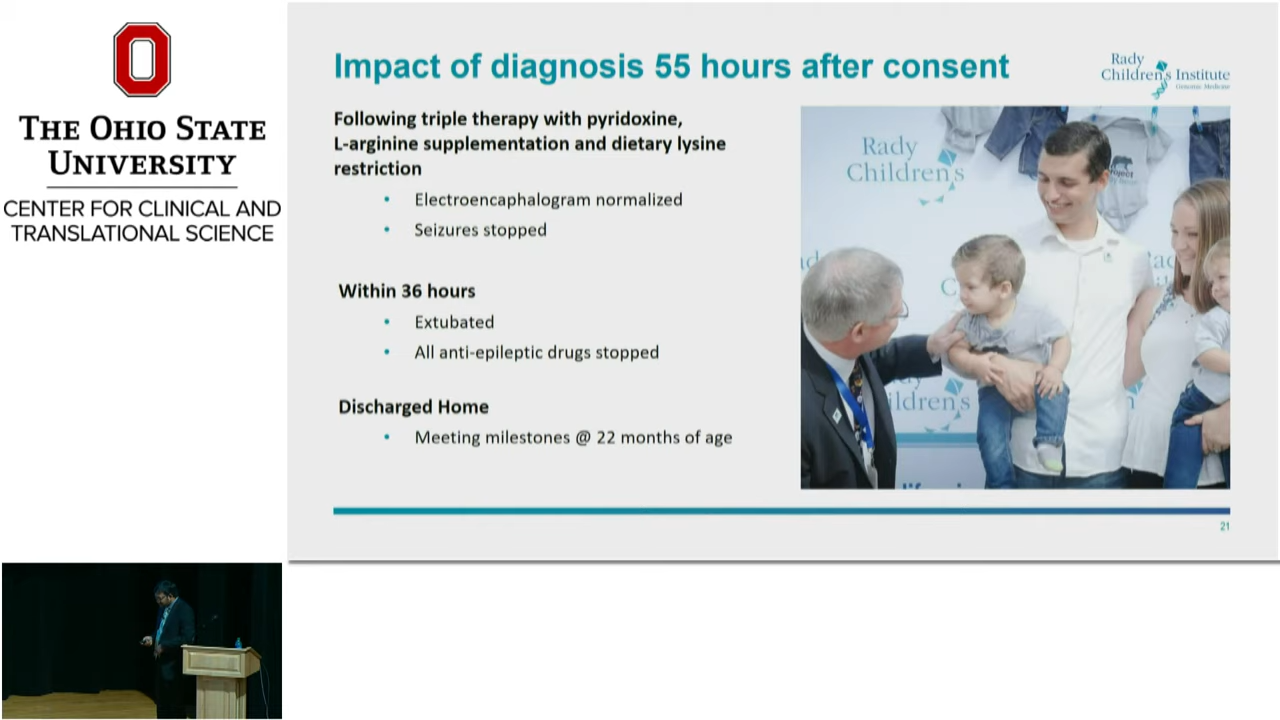 THE OHIO STATE
UNIVERSITY
CENTER FOR CLINICAL AND
TRANSLATIONAL SCIENCE
Impact of diagnosis 55 hours after consent
Rady
Children's Institute
Genomic Medicine
Following triple therapy with pyridoxine,
L-arginine supplementation and dietary lysine
restriction
• Electroencephalogram normalized
• Seizures stopped
Within 36 hours
• Extubated
• All anti-epileptic drugs stopped
Discharged Home
• Meeting milestones @ 22 months of age
Rady
Children's
21